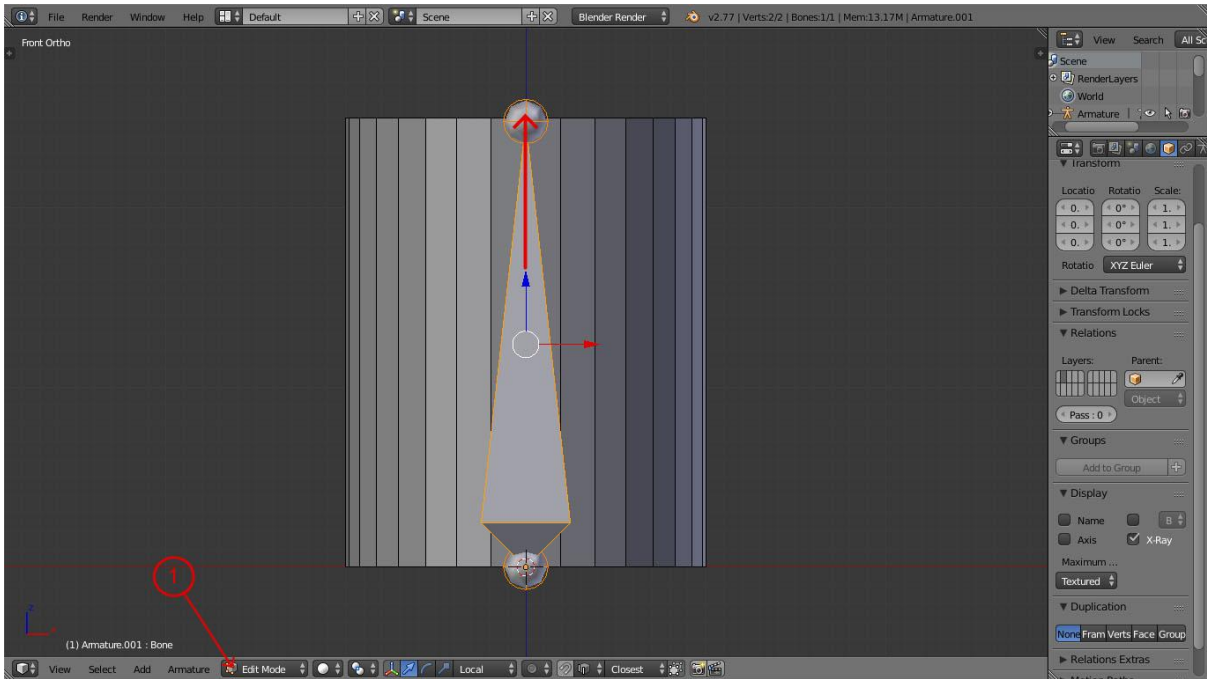 File Render Window Help Default Scene Blender Render v2.77 | Verts:2/2 | Bones:1/1 | Mem:13.17M | Armature.001
Front Ortho
View Search All Sc
Scene
RenderLayers
World
Armature
Transform
Locatio Rotatio Scale:
0. 0° 1.
0. 0° 1.
0. 0° 1.
Rotatio XYZ Euler
Delta Transform
Transform Locks
Relations
Layers: Parent:
Object
Pass : 0
Groups
Add to Group
Display
Name B
Axis X-Ray
Maximum ...
Textured
Duplication
None Fram Verts Face Group
Relations Extras
1
z
(1) Armature.001 : Bone
View Select Add Armature Edit Mode Local Closest